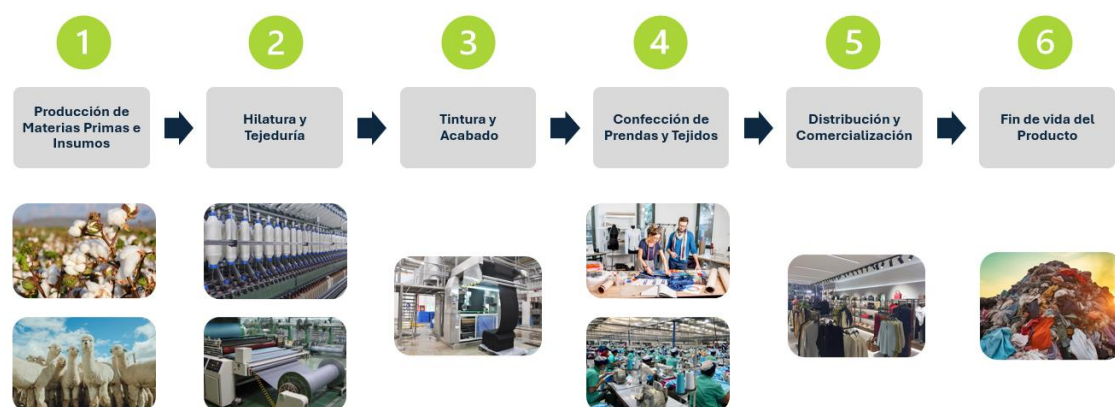 1
2
3
4
5
6
Producción de
Materias Primas e
Insumos
Hilatura y
Tejeduría
Tintura y
Acabado
Confección de
Prendas y Tejidos
Distribución y
Comercialización
Fin de vida del
Producto